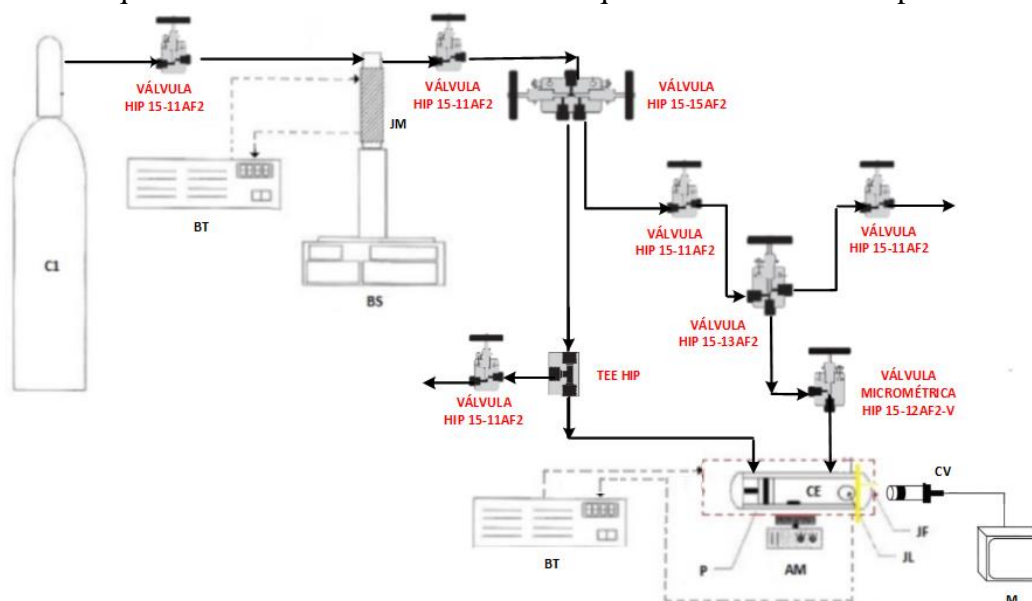 VÁLVULA
HIP 15-11AF2
VÁLVULA
HIP 15-11AF2
VÁLVULA
HIP 15-15AF2
JM
BT
C1
BS
VÁLVULA
HIP 15-11AF2
VÁLVULA
HIP 15-11AF2
VÁLVULA
HIP 15-13AF2
TEE HIP
VÁLVULA
MICROMÉTRICA
HIP 15-12AF2-V
VÁLVULA
HIP 15-11AF2
CE
CV
JF
JL
BT
P
AM
M